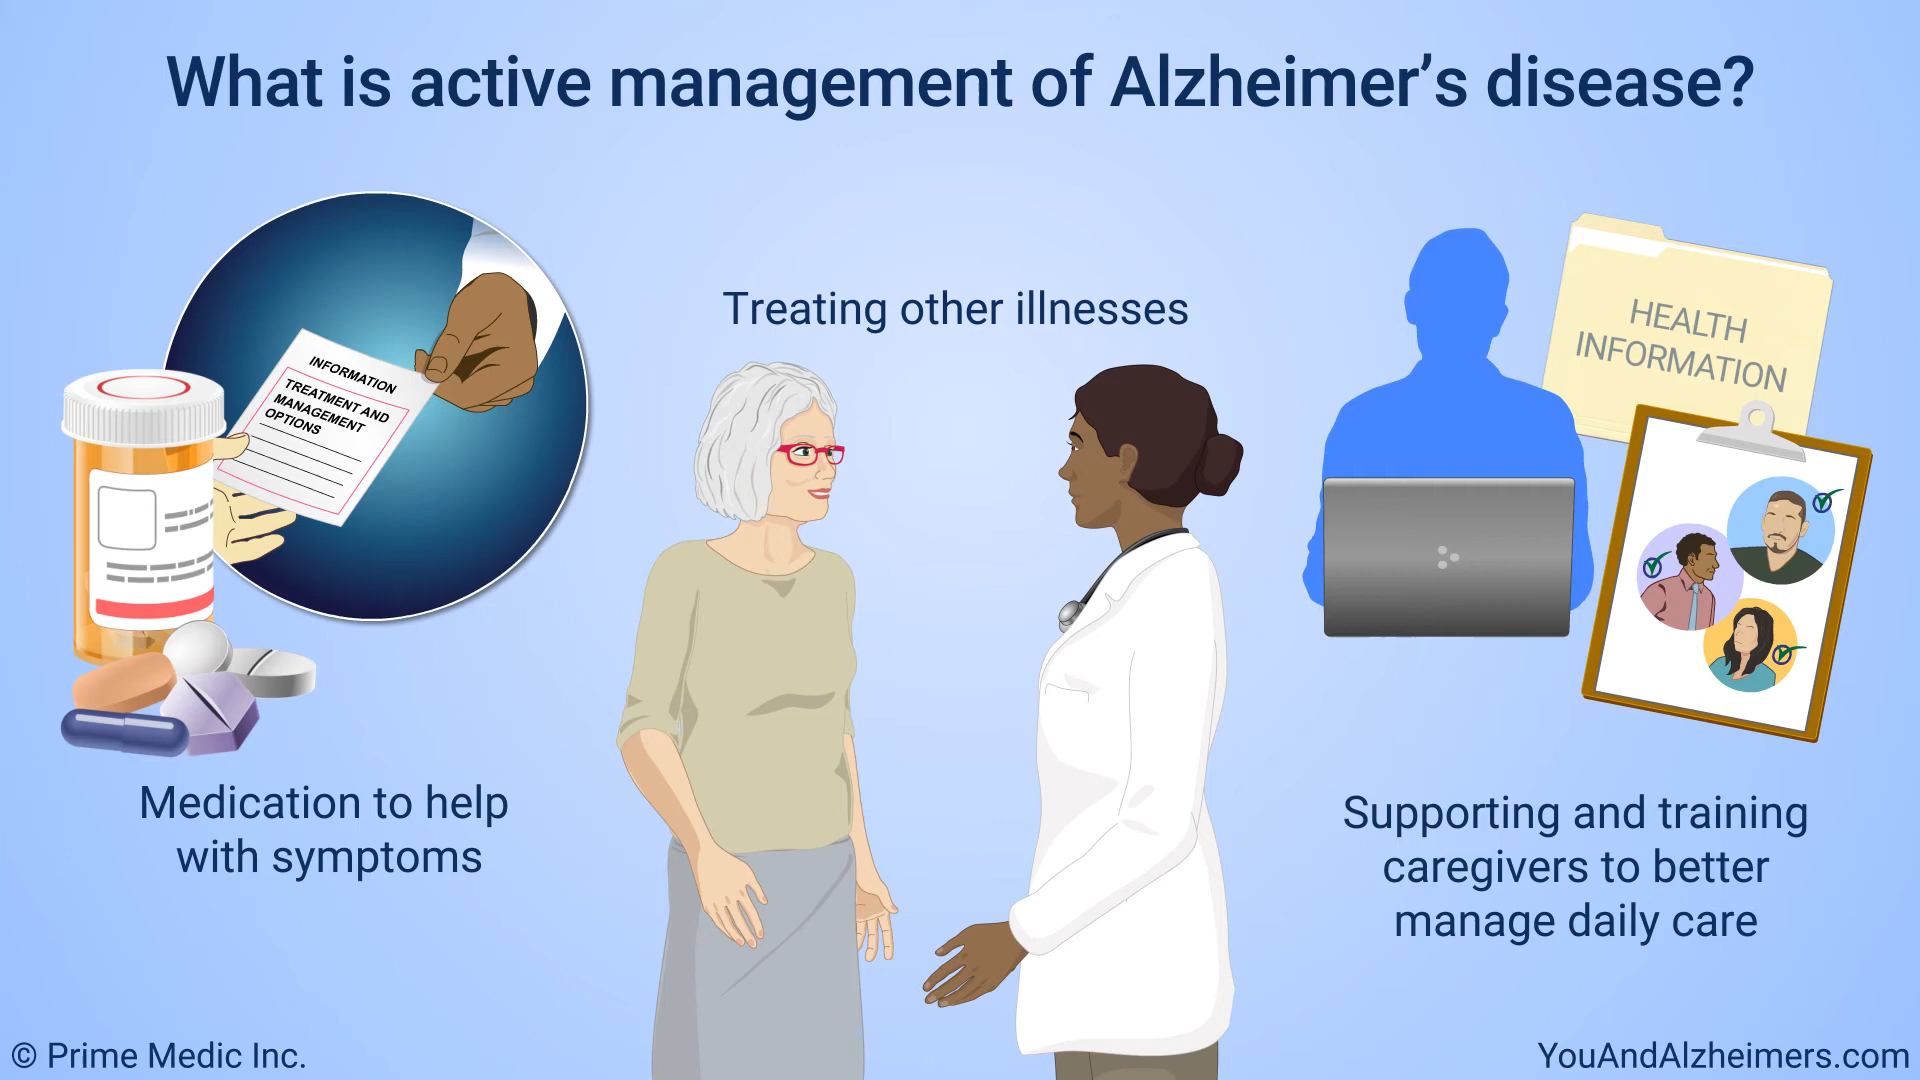 What is active management of Alzheimer’s disease?
INFORMATION
TREATMENT AND
MANAGEMENT
OPTIONS
Medication to help
with symptoms
Treating other illnesses
HEALTH
INFORMATION
Supporting and training
caregivers to better
manage daily care
© Prime Medic Inc.
YouAndAlzheimers.com